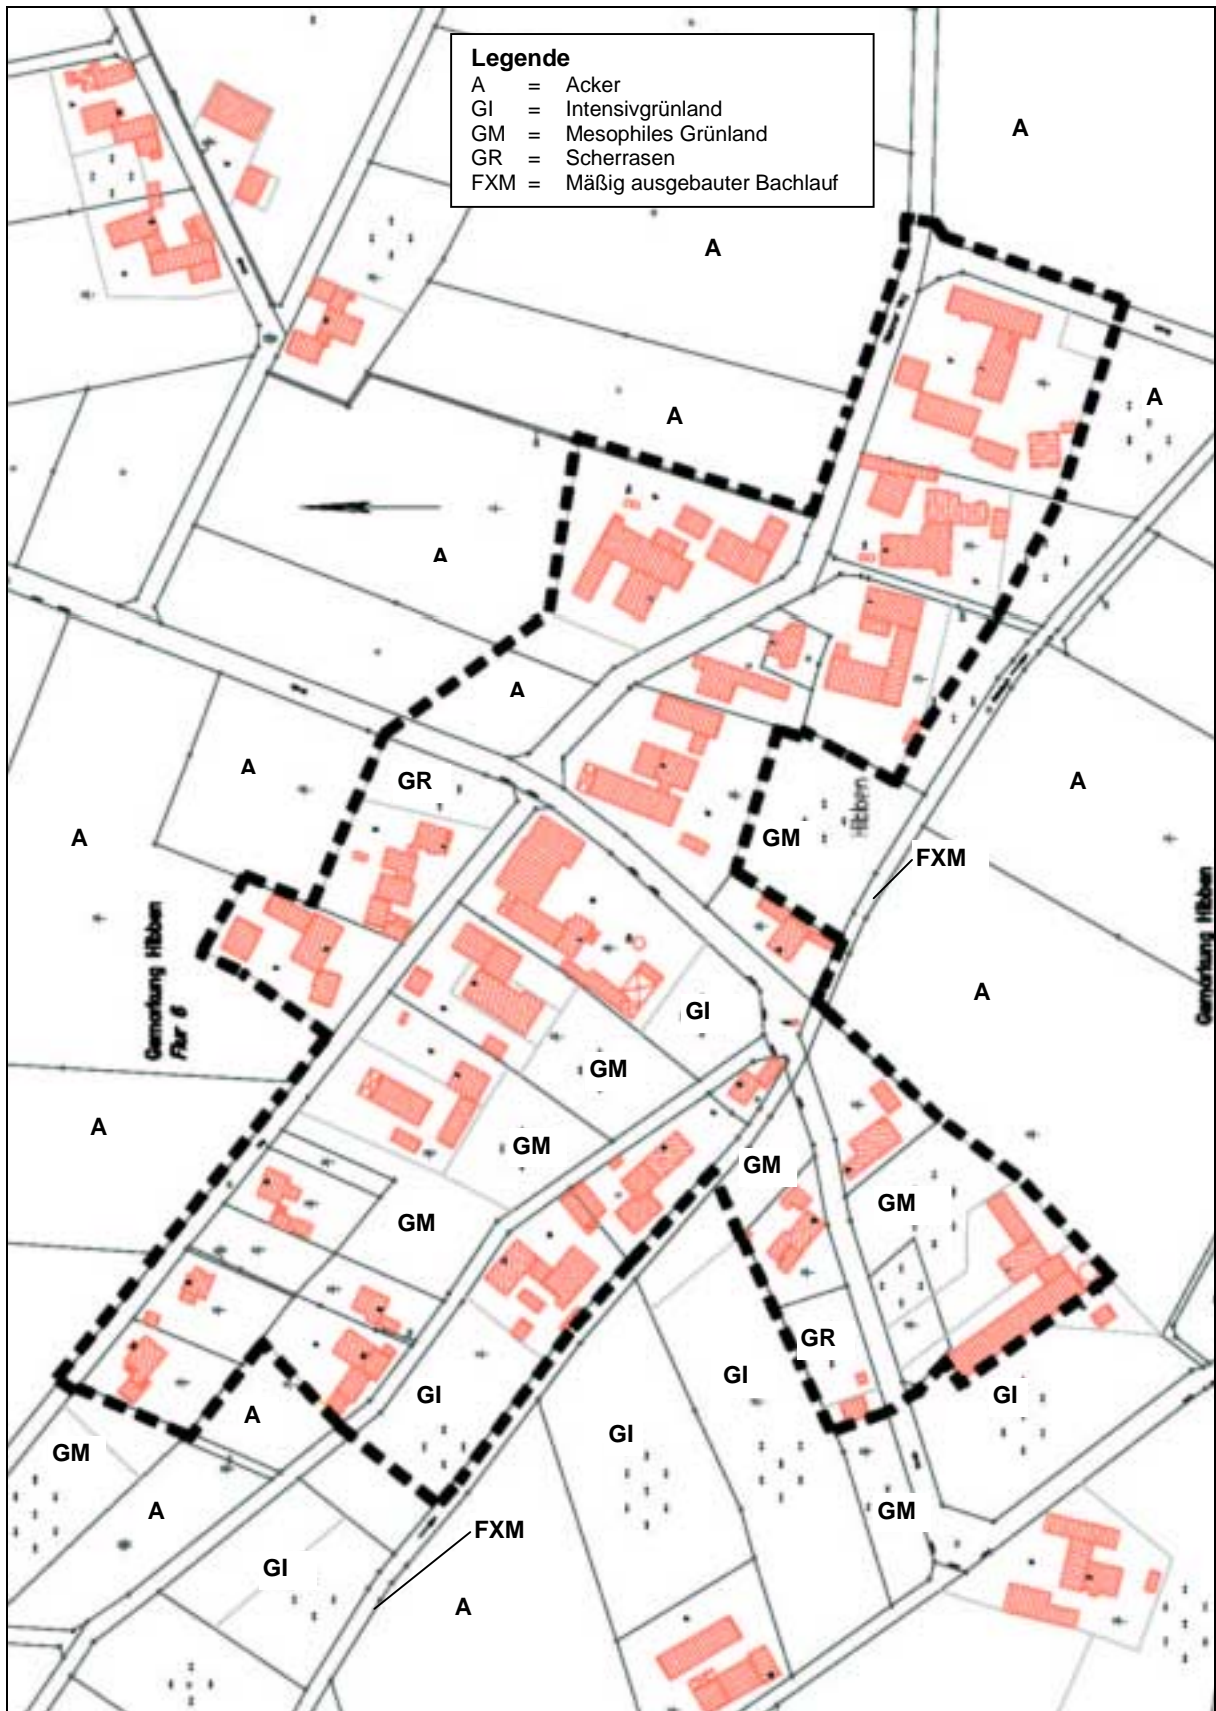 Legende
A = Acker
GI = Intensivgrünland
GM = Mesophiles Grünland
GR = Scherrasen
FXM = Mäßig ausgebauter Bachlauf
A
A
A
A
A
A
A
GR
A
A
GM
Hibben
FXM
Gemarkung Hibben
Gemarkung Hibben
Flur 6
A
GI
GM
A
GM
GM
GM
GM
GR
GI
GI
GI
A
GI
GM
A
GM
FXM
GI
A